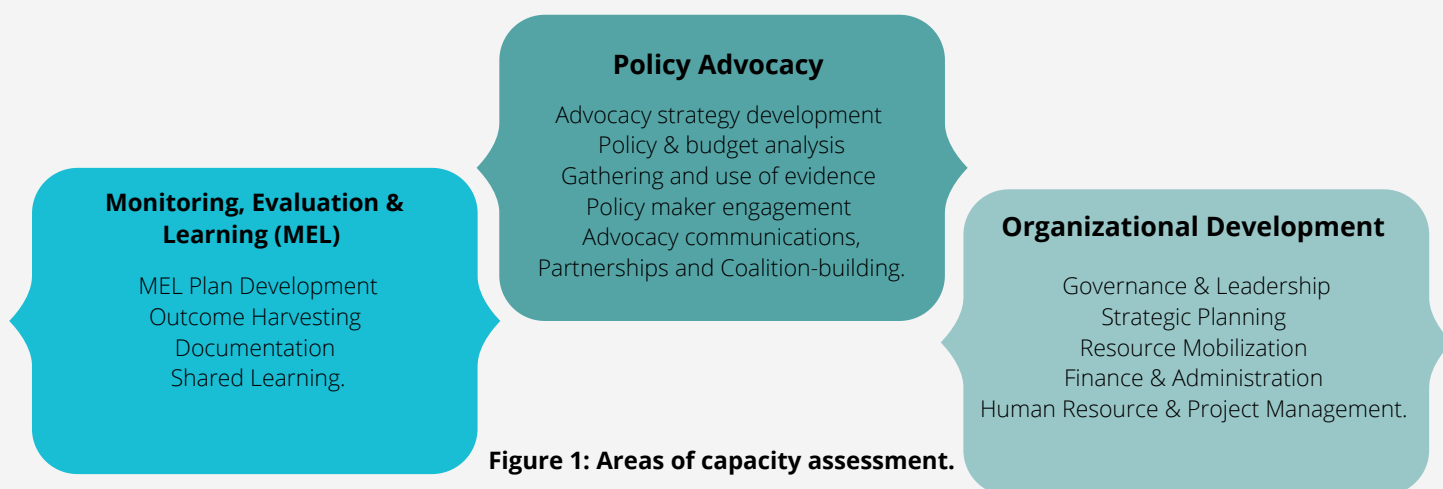 Monitoring, Evaluation &
Learning (MEL)
MEL Plan Development
Outcome Harvesting
Documentation
Shared Learning.
Policy Advocacy
Advocacy strategy development
Policy & budget analysis
Gathering and use of evidence
Policy maker engagement
Advocacy communications,
Partnerships and Coalition-building.
Organizational Development
Governance & Leadership
Strategic Planning
Resource Mobilization
Finance & Administration
Human Resource & Project Management.
Figure 1: Areas of capacity assessment.